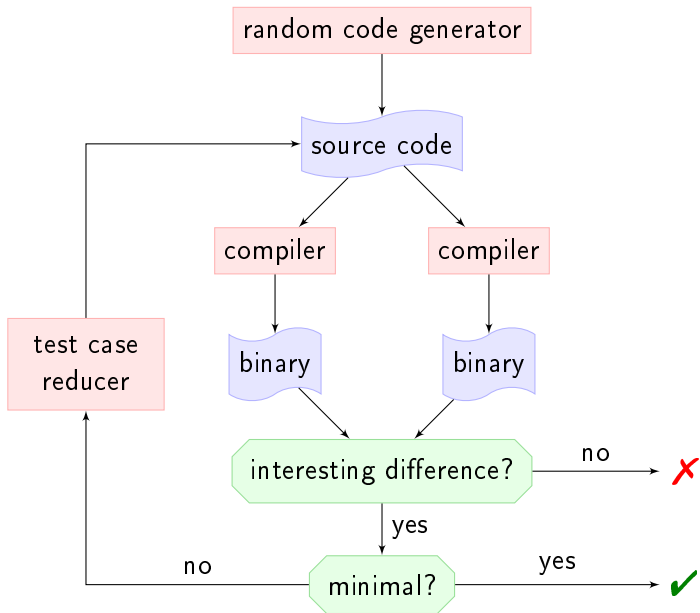 random code generator
source code
compiler
compiler
test case
reducer
binary
binary
interesting difference?
no
✗
yes
no
minimal?
yes
✔